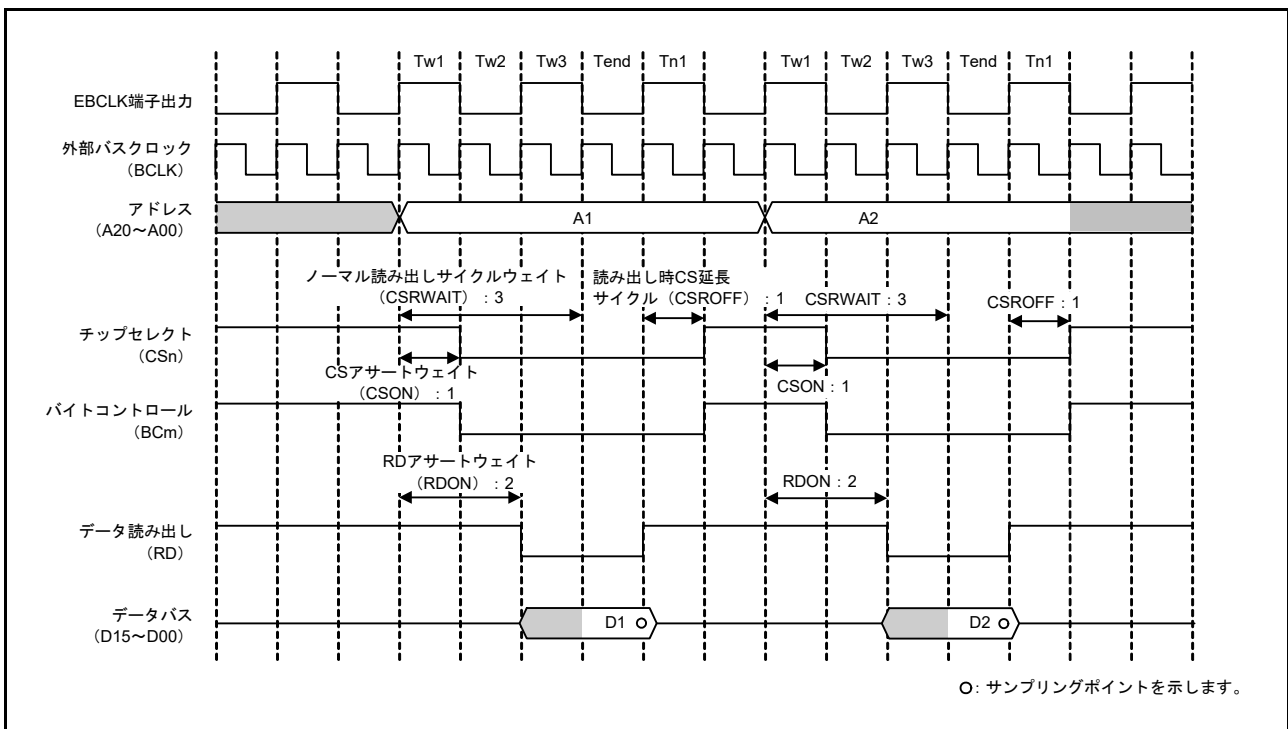 Tw1 Tw2 Tw3 Tend Tn1 Tw1 Tw2 Tw3 Tend Tn1
EBCLK端子出力
外部バスクロック
（BCLK）
アドレス
（A20～A00）
A1 A2
ノーマル読み出しサイクルウェイト
（CSRWAIT）：3
読み出し時CS延長
サイクル（CSROFF）：1
CSRWAIT：3
CSROFF：1
チップセレクト
（CSn）
CSアサートウェイト
（CSON）：1
CSON：1
バイトコントロール
（BCm）
RDアサートウェイト
（RDON）：2
RDON：2
データ読み出し
（RD）
データバス
（D15～D00）
D1 D2
：サンプリングポイントを示します。